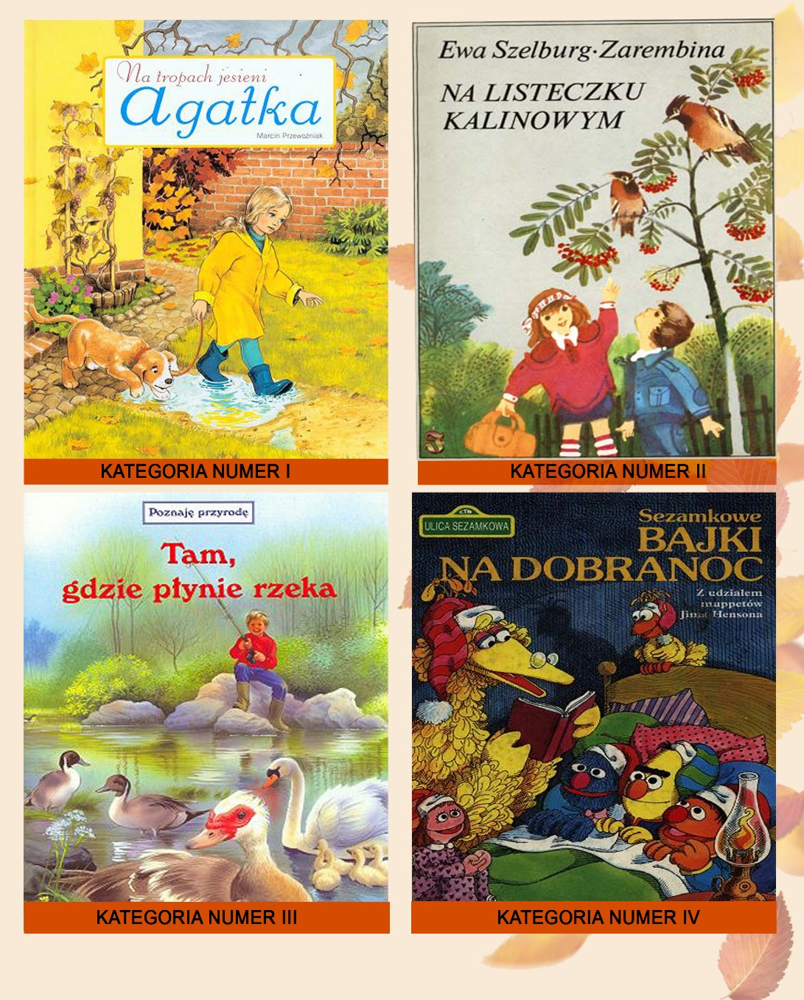 Na tropach jesieni
Agatka
Marcin Przewoźniak
KATEGORIA NUMER I
Ewa Szelburg-Zarembina
NA LISTECZKU
KALINOWYM
KATEGORIA NUMER II
Poznaję przyrodę
Tam,
gdzie płynie rzeka
KATEGORIA NUMER III
CTW
ULICA SEZAMKOWA
Sezamkowe
BAJKI
NA DOBRANOC
Z udziałem
muppetów
Jima Hensona
KATEGORIA NUMER IV